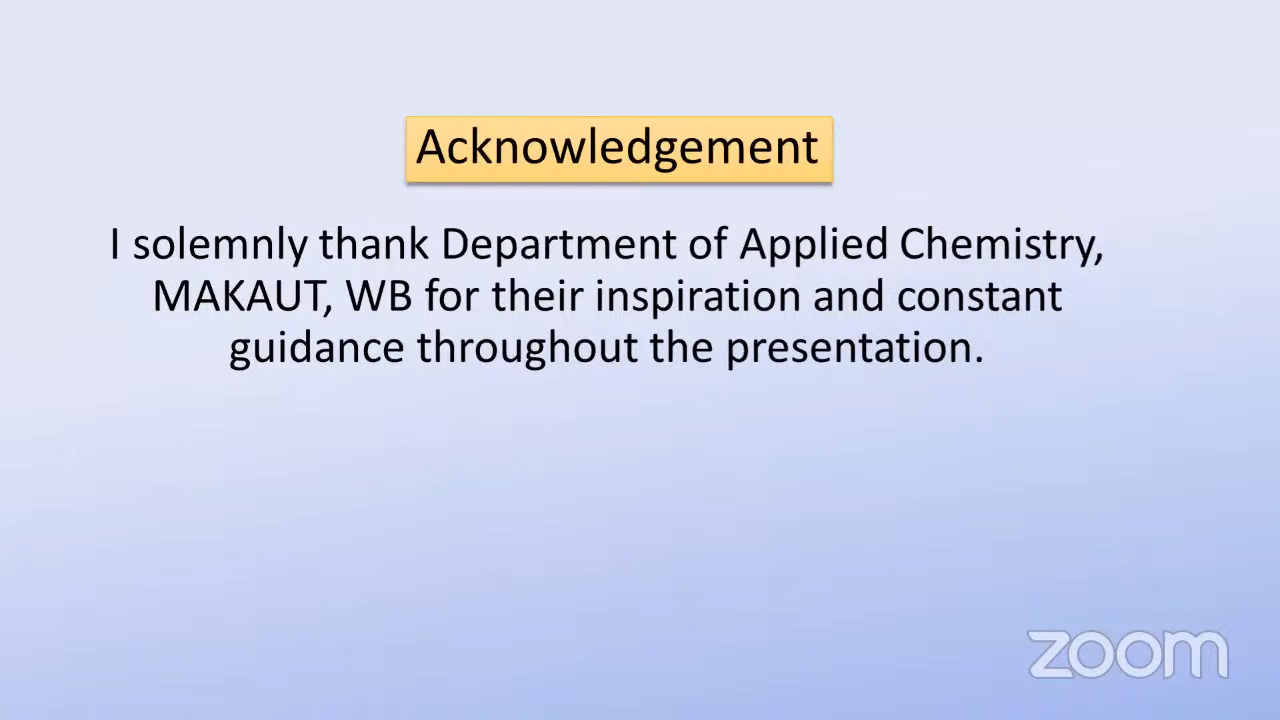 Acknowledgement
I solemnly thank Department of Applied Chemistry,
MAKAUT, WB for their inspiration and constant
guidance throughout the presentation.
zoom